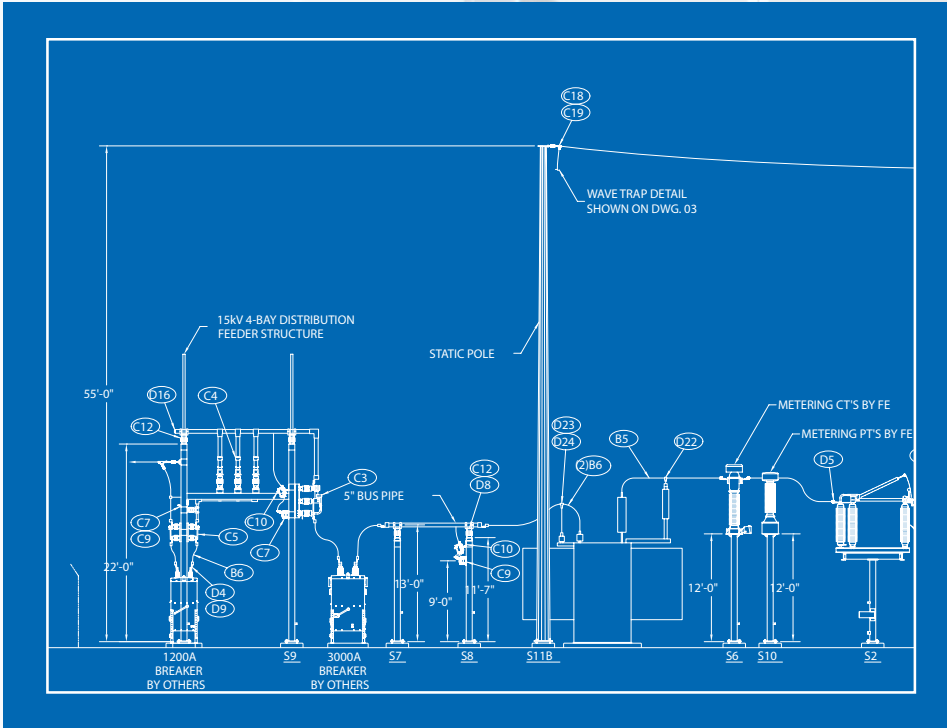 C18
C19
WAVE TRAP DETAIL
SHOWN ON DWG. 03
15kV 4-BAY DISTRIBUTION
FEEDER STRUCTURE
STATIC POLE
55'-0"
D16
C4
C12
METERING CT'S BY FE
METERING PT'S BY FE
D23
D24
B5
D22
(2)B6
C12
D8
D5
C3
5" BUS PIPE
C10
C7
C7
C9
C5
C10
C9
B6
D4
D9
22'-0"
13'-0"
9'-0"
11'-7"
12'-0"
12'-0"
1200A
BREAKER
BY OTHERS
S9
3000A
BREAKER
BY OTHERS
S7
S8
S11B
S6
S10
S2